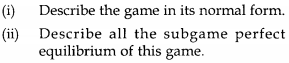 (i) Describe the game in its normal form.
(ii) Describe all the subgame perfect
equilibrium of this game.